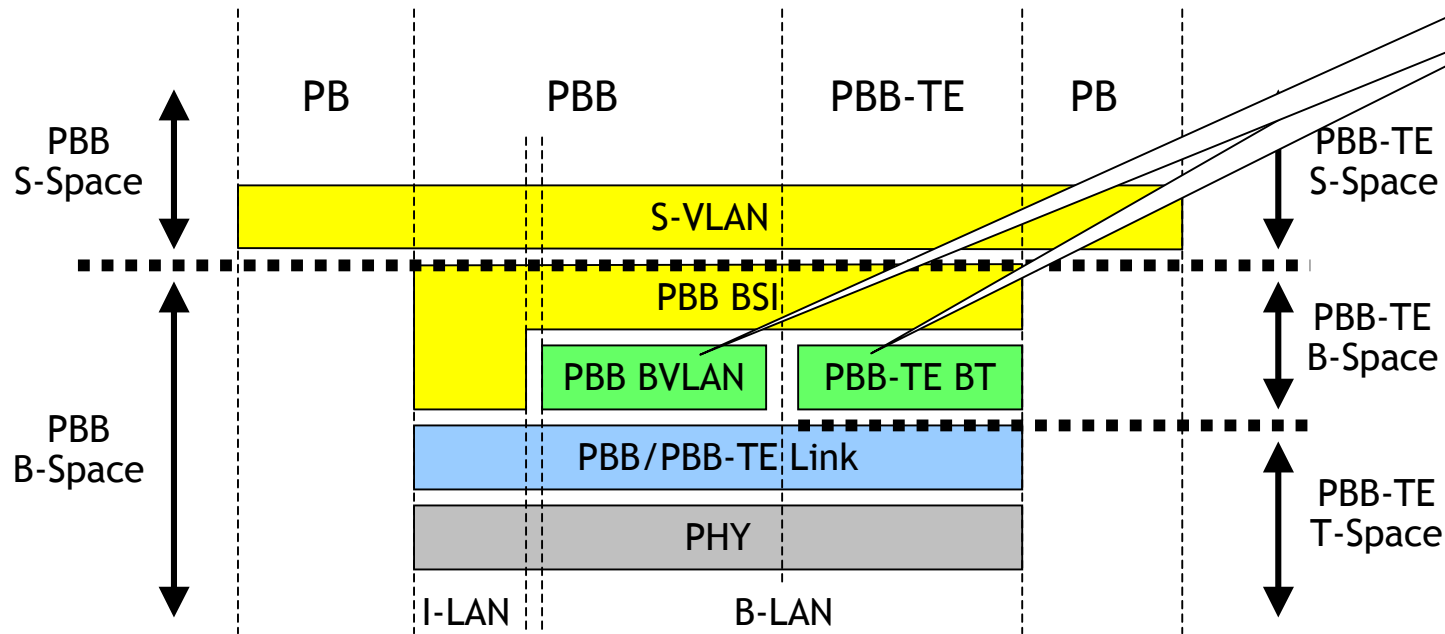 PB
PBB
PBB-TE
PB
PBB
S-Space
PBB-TE
S-Space
S-VLAN
PBB BSI
PBB-TE
B-Space
PBB BVLAN
PBB-TE BT
PBB
B-Space
PBB/PBB-TE Link
PBB-TE
T-Space
PHY
I-LAN
B-LAN